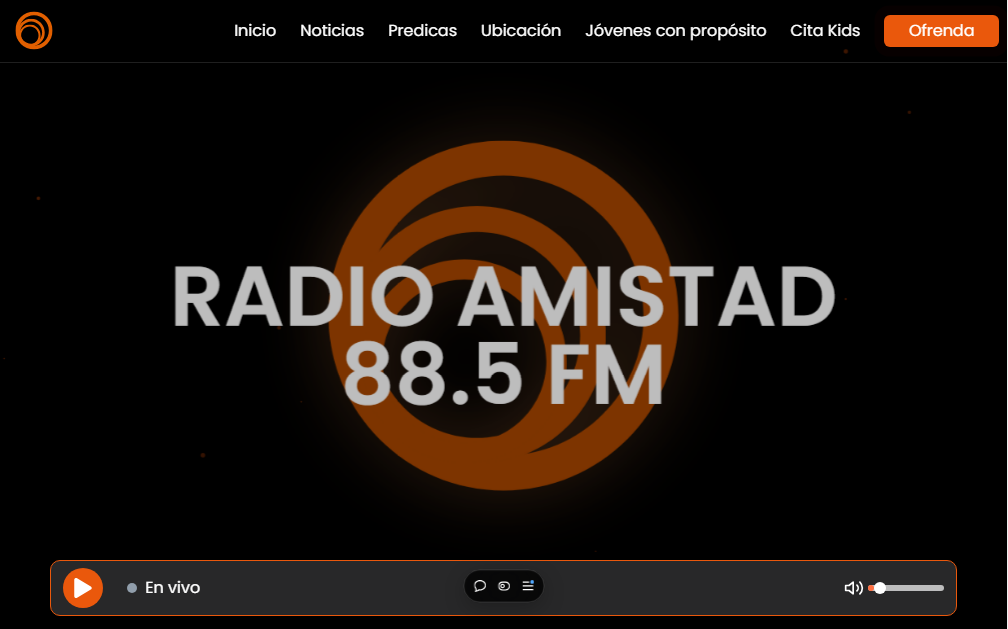 Inicio Noticias Predicas Ubicación Jóvenes con propósito Cita Kids Ofrenda
RADIO AMISTAD
88.5 FM
En vivo